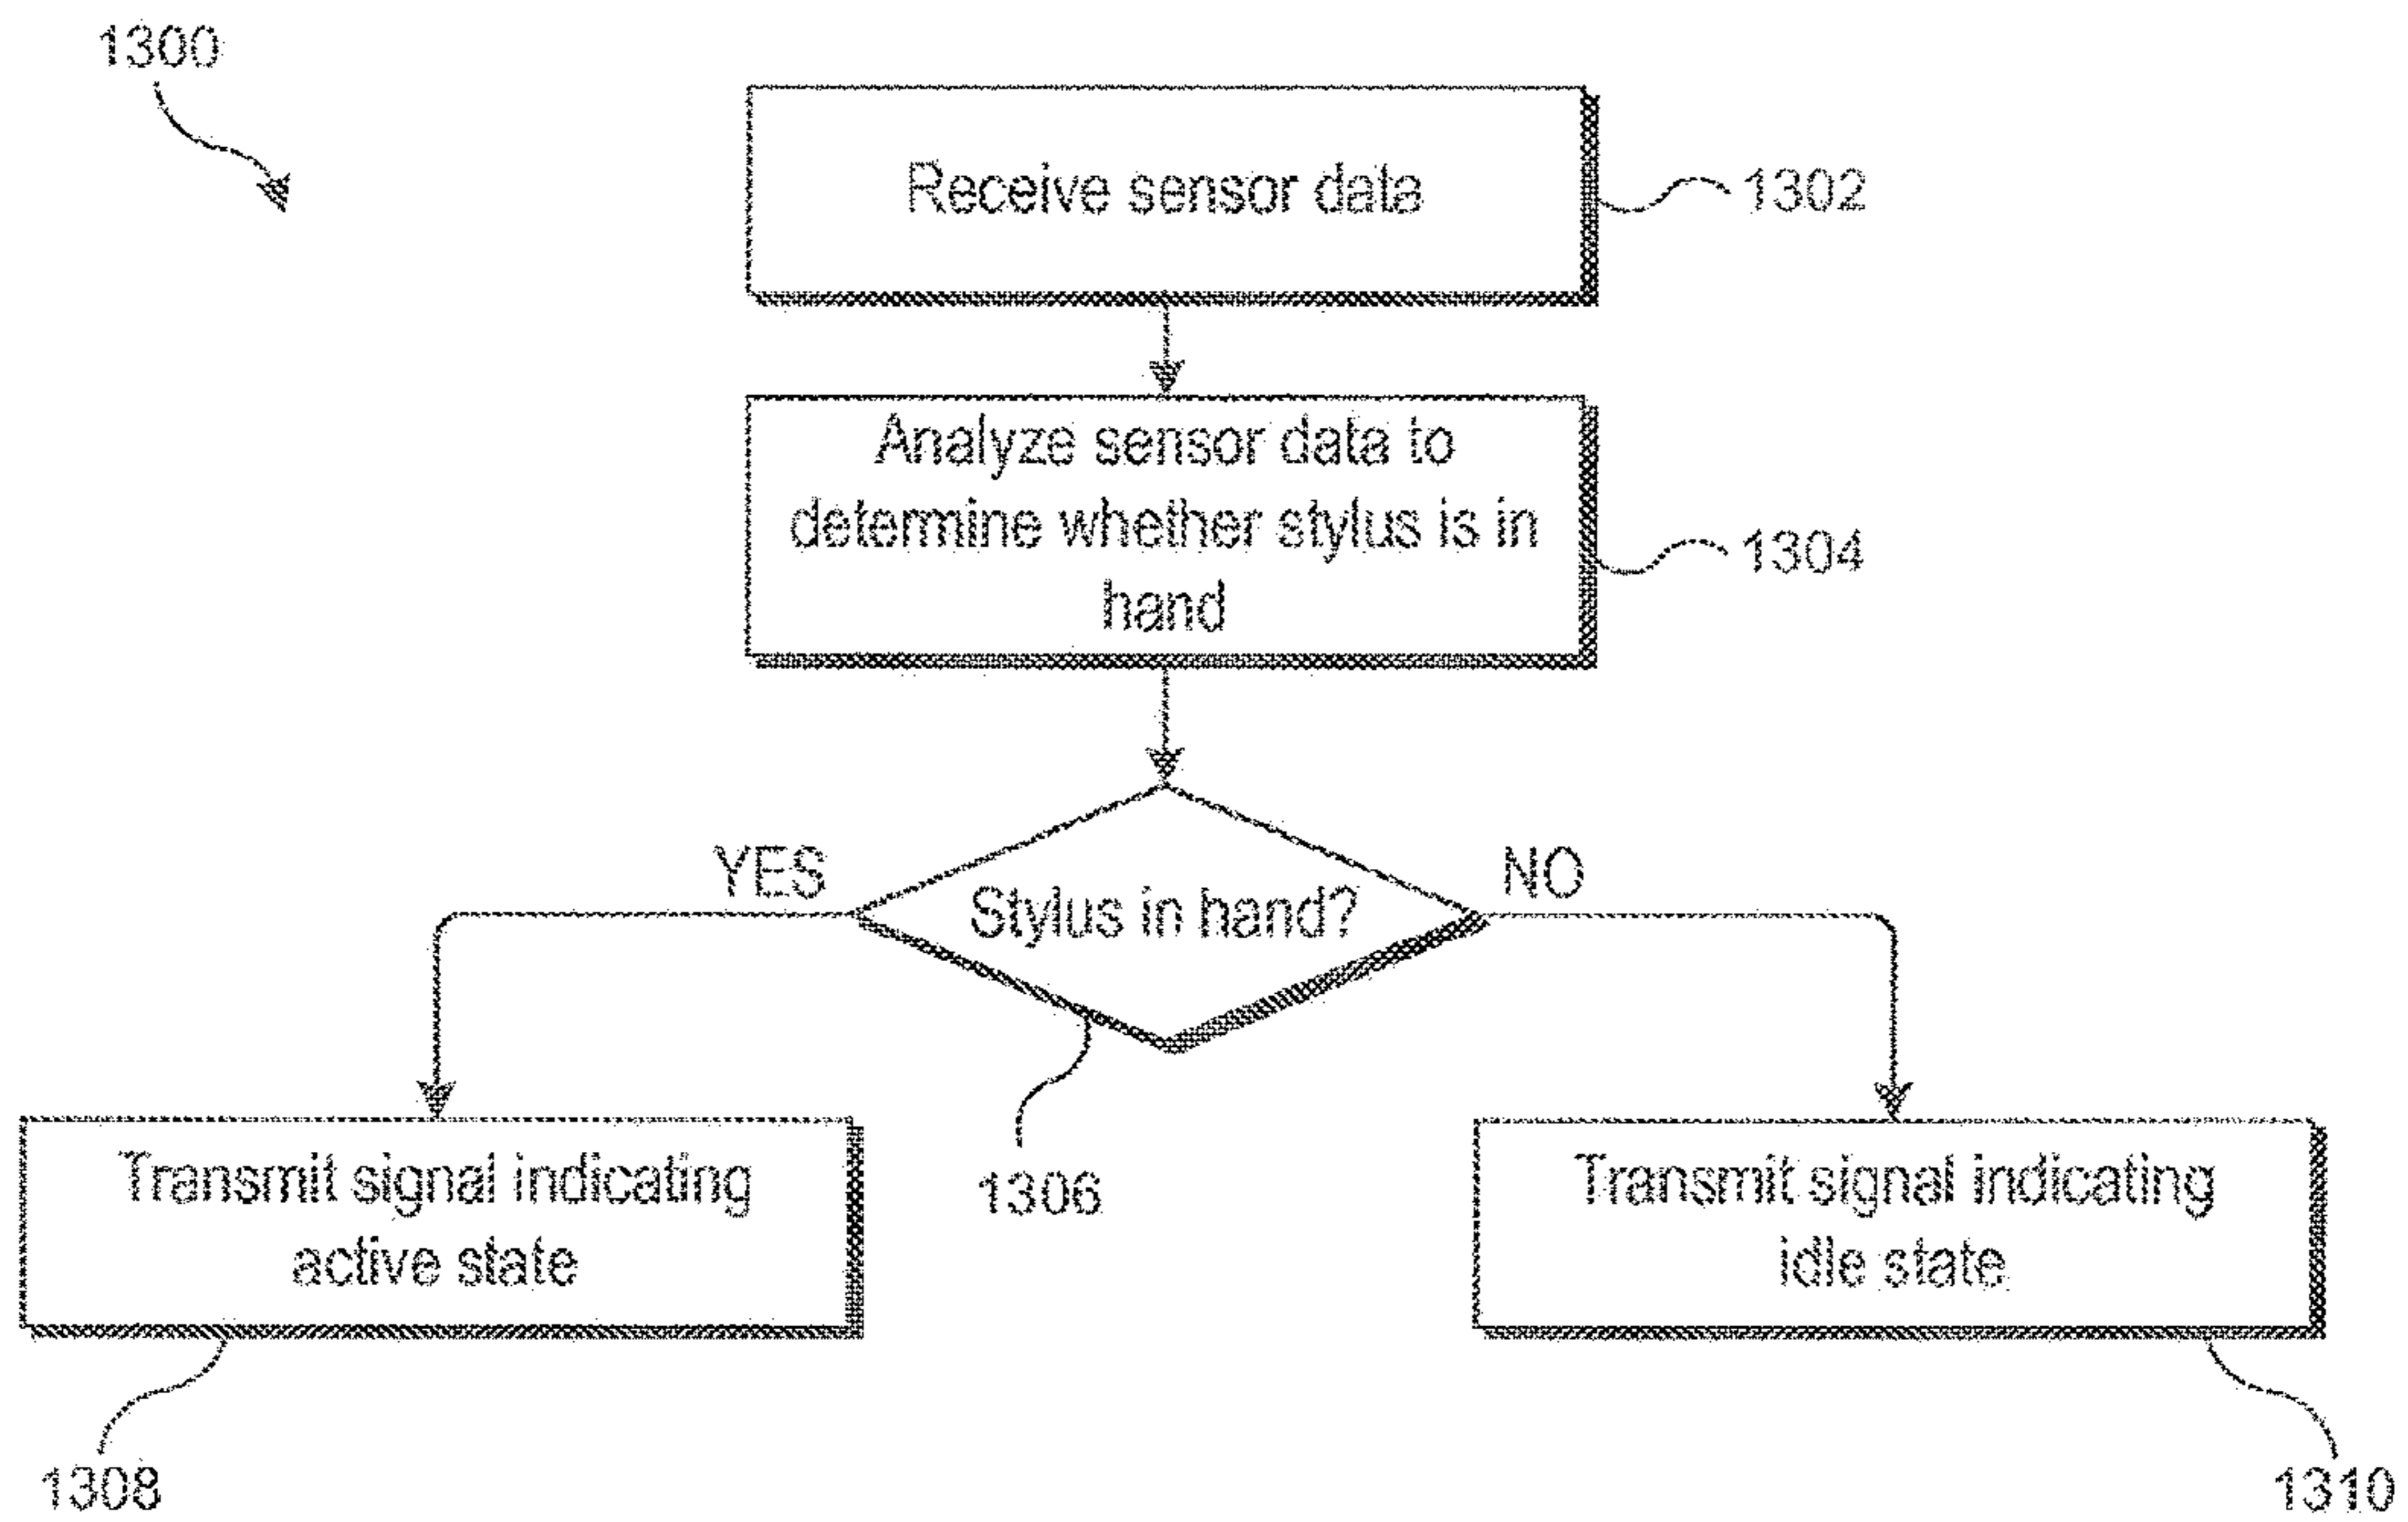 1300
Receive sensor data
1302
Analyze sensor data to
determine whether stylus is in
hand
1304
YES
Stylus in hand?
NO
1306
Transmit signal indicating
active state
1308
Transmit signal indicating
idle state
1310